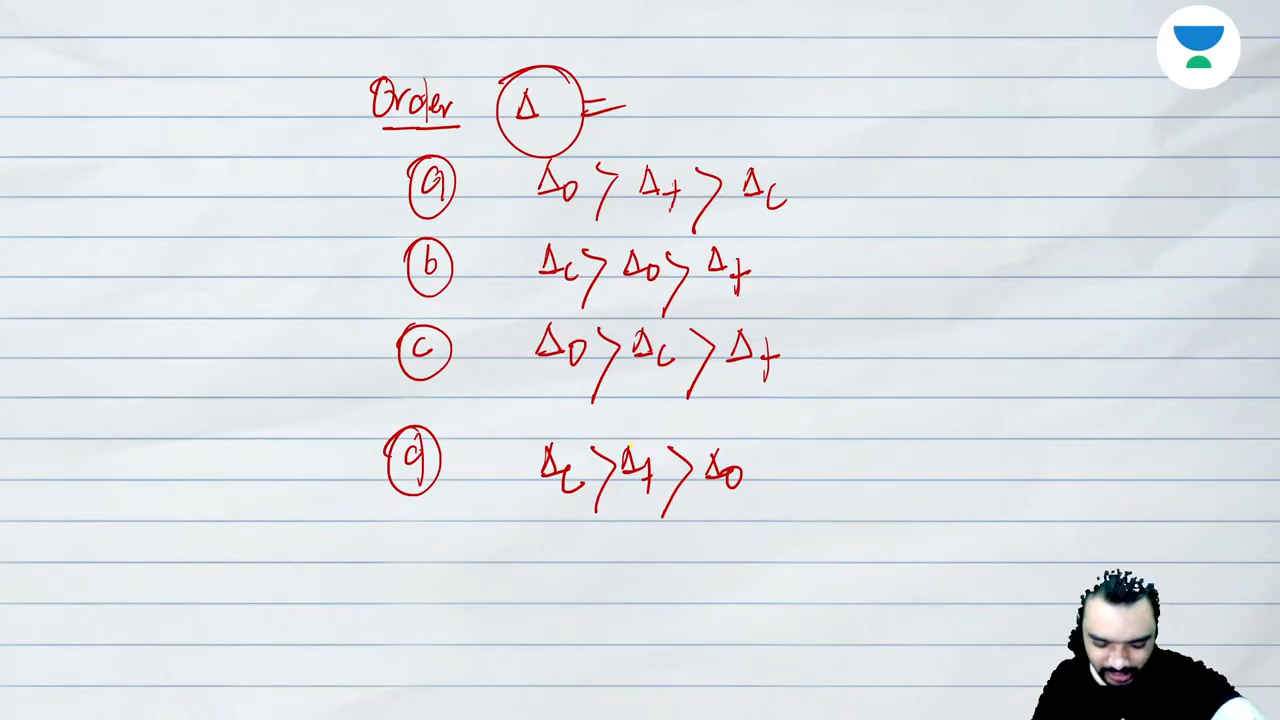 Order Δ =
a Δo > Δt > Δc
b Δc > Δo > Δt
c Δo > Δc > Δt
d Δc > Δt > Δo